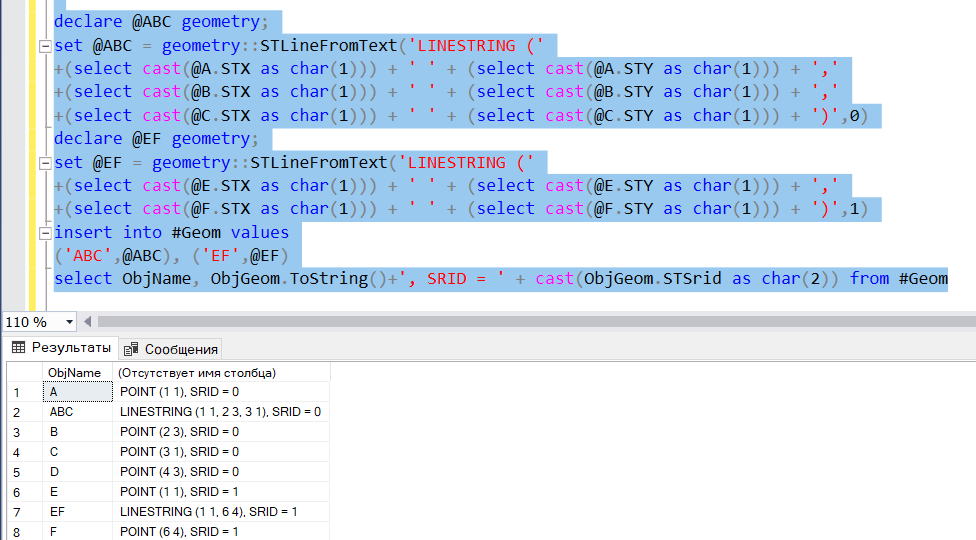 declare @ABC geometry;
set @ABC = geometry::STLineFromText('LINESTRING ('
+(select cast(@A.STX as char(1))) + ' ' + (select cast(@A.STY as char(1))) + ','
+(select cast(@B.STX as char(1))) + ' ' + (select cast(@B.STY as char(1))) + ','
+(select cast(@C.STX as char(1))) + ' ' + (select cast(@C.STY as char(1))) + ')',0)
declare @EF geometry;
set @EF = geometry::STLineFromText('LINESTRING ('
+(select cast(@E.STX as char(1))) + ' ' + (select cast(@E.STY as char(1))) + ','
+(select cast(@F.STX as char(1))) + ' ' + (select cast(@F.STY as char(1))) + ')',1)
insert into #Geom values
('ABC',@ABC), ('EF',@EF)
select ObjName, ObjGeom.ToString()+', SRID = ' + cast(ObjGeom.STSrid as char(2)) from #Geom
110 %
Результаты Сообщения
ObjName (Отсутствует имя столбца)
1 A POINT (1 1), SRID = 0
2 ABC LINESTRING (1 1, 2 3, 3 1), SRID = 0
3 B POINT (2 3), SRID = 0
4 C POINT (3 1), SRID = 0
5 D POINT (4 3), SRID = 0
6 E POINT (1 1), SRID = 1
7 EF LINESTRING (1 1, 6 4), SRID = 1
8 F POINT (6 4), SRID = 1